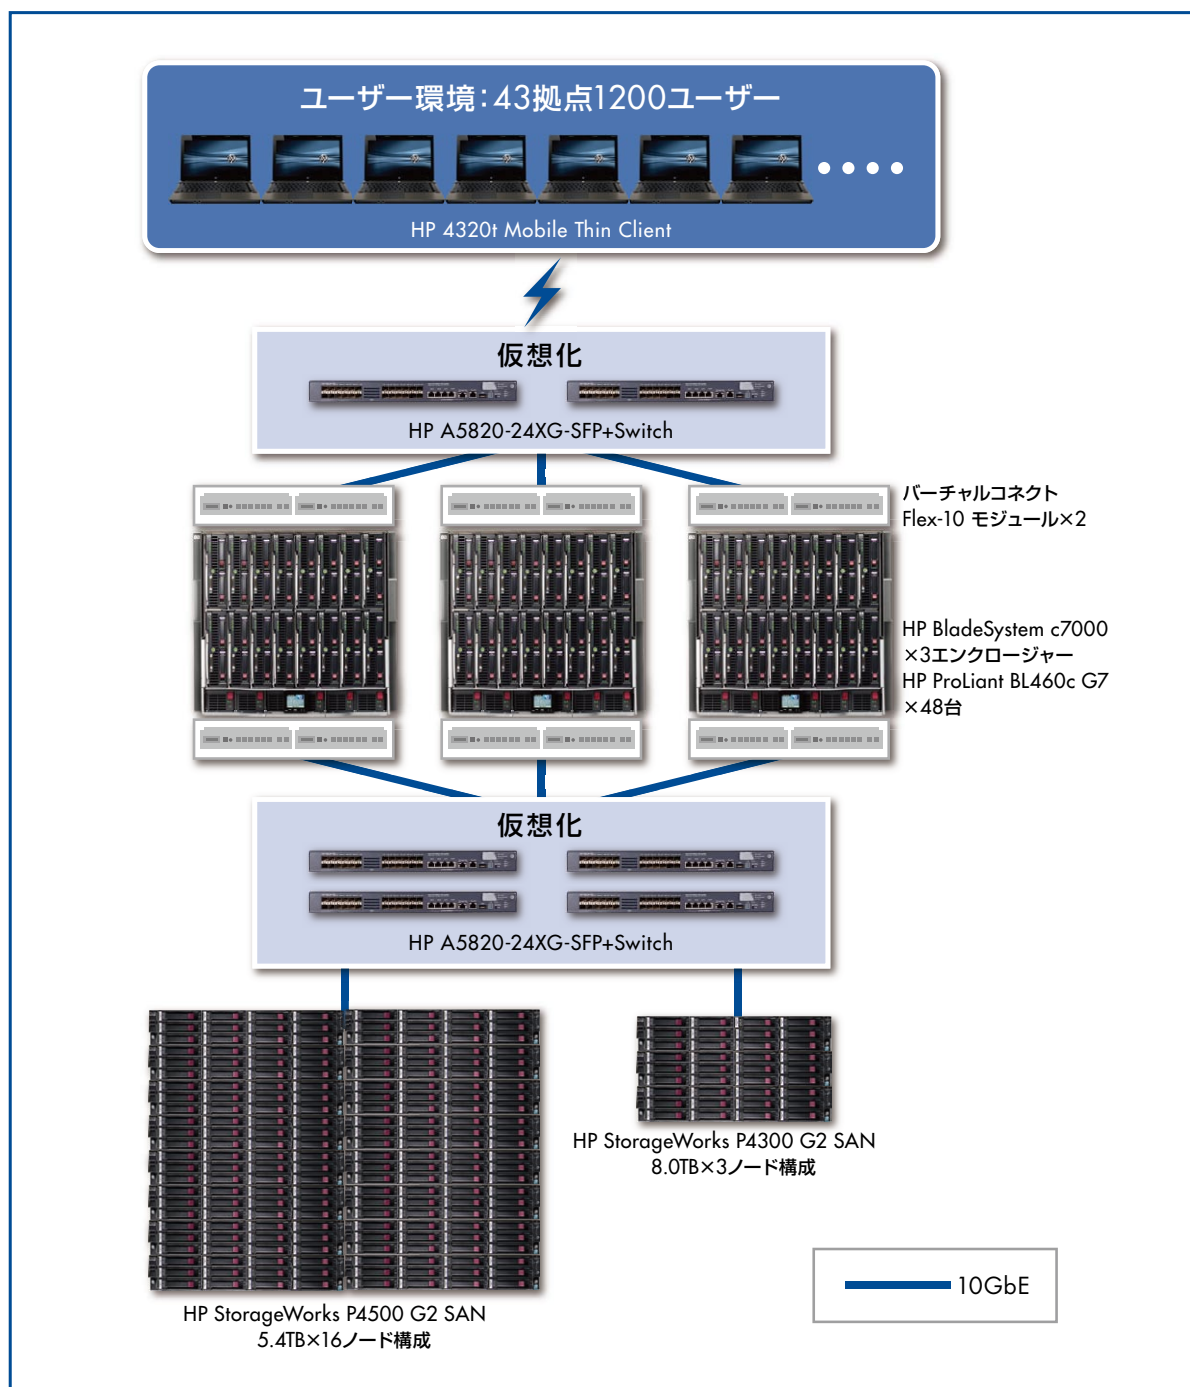 ユーザー環境：43拠点1200ユーザー
HP 4320t Mobile Thin Client
仮想化
HP A5820-24XG-SFP+Switch
バーチャルコネクト
Flex-10 モジュール×2
HP BladeSystem c7000
×3エンクロージャー
HP ProLiant BL460c G7
×48台
仮想化
HP A5820-24XG-SFP+Switch
HP StorageWorks P4300 G2 SAN
8.0TB×3ノード構成
HP StorageWorks P4500 G2 SAN
5.4TB×16ノード構成
10GbE